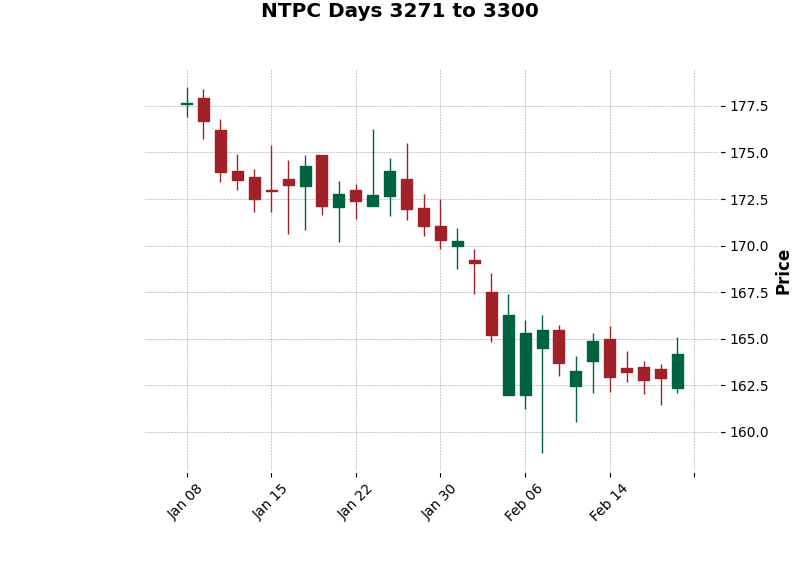 NTPC Days 3271 to 3300
177.5
175.0
172.5
170.0
167.5
165.0
162.5
160.0
Price
Jan 08
Jan 15
Jan 22
Jan 30
Feb 06
Feb 14